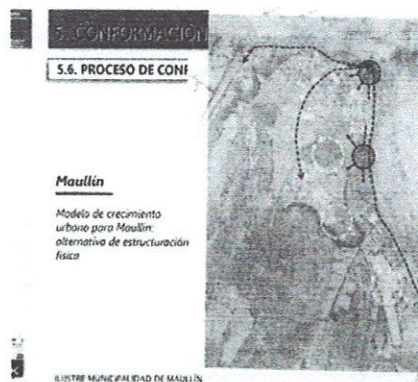 5. CONFORMACIÓN
5.6. PROCESO DE CONF
Maullín
Modelo de crecimiento
urbano para Maullín:
alternativa de estructuración
física
ILUSTRE MUNICIPALIDAD DE MAULLÍN